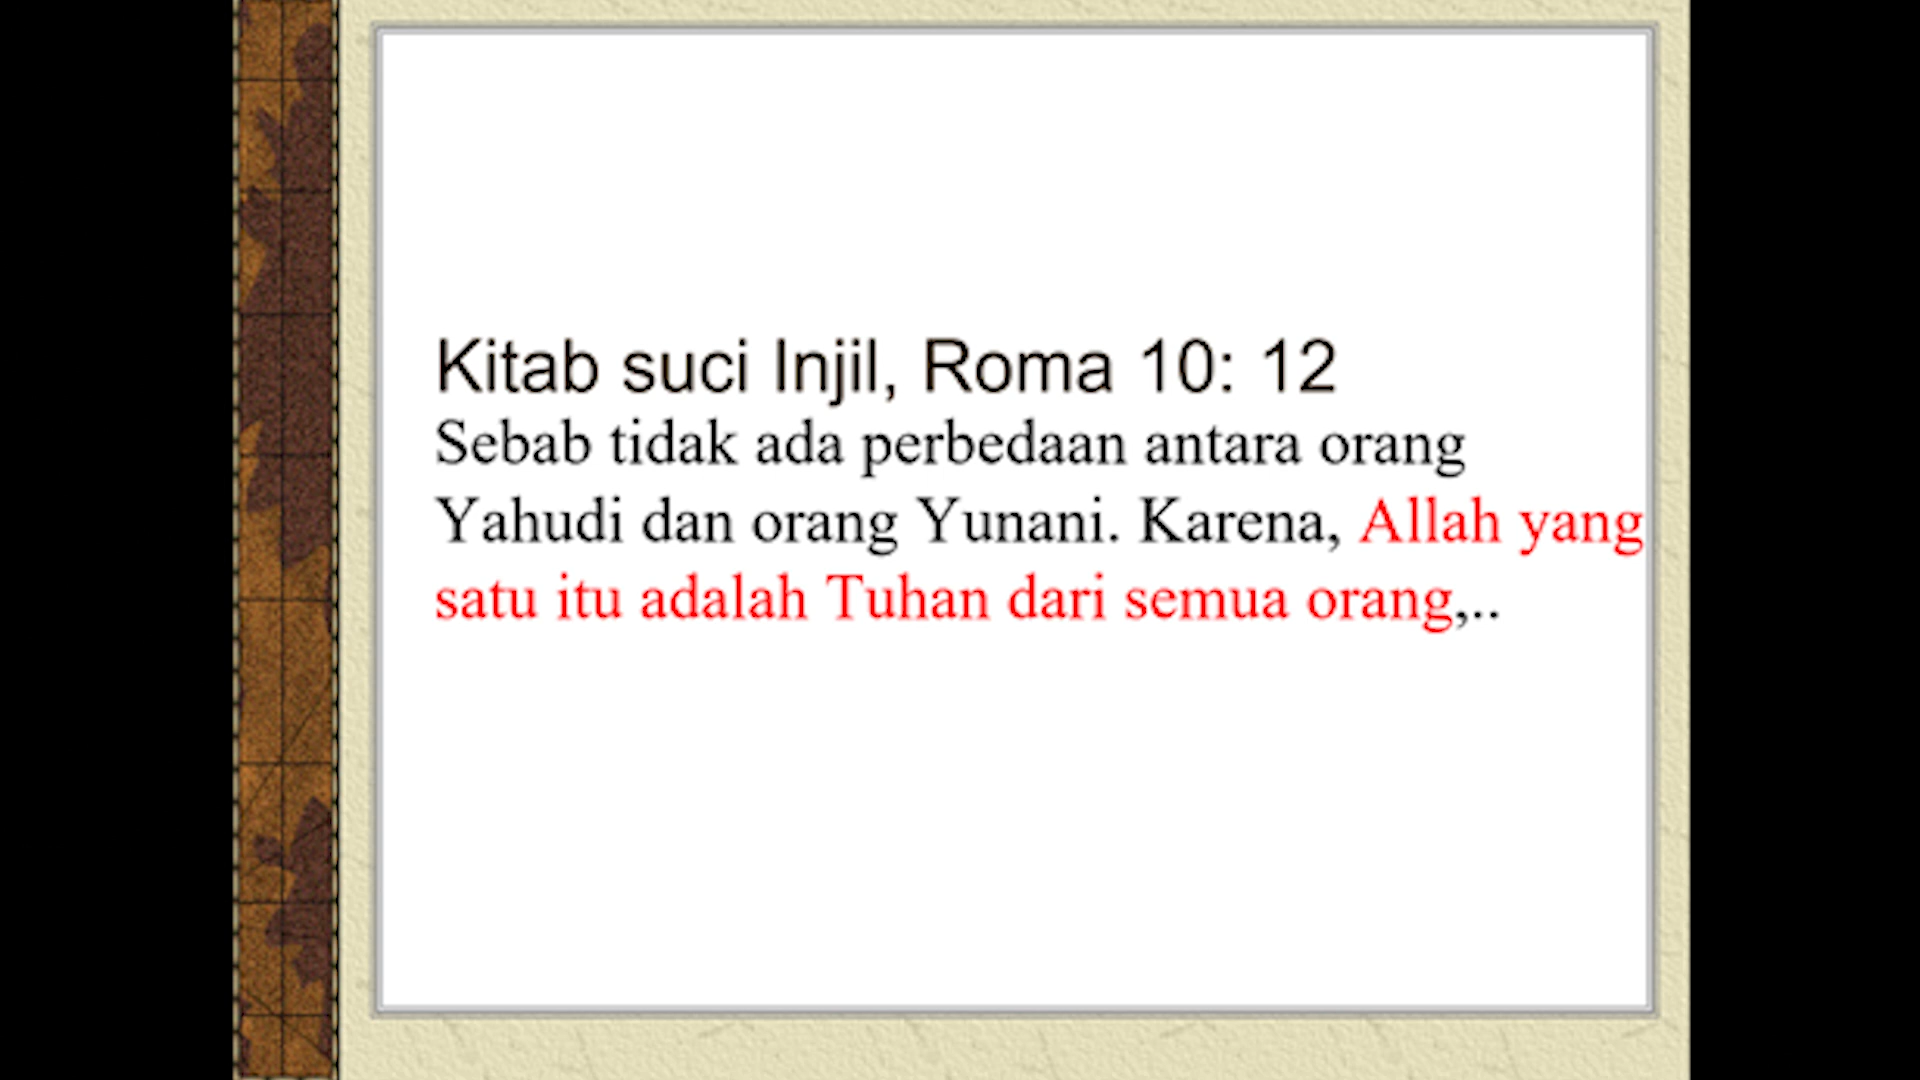 Kitab suci Injil, Roma 10: 12
Sebab tidak ada perbedaan antara orang
Yahudi dan orang Yunani. Karena, Allah yang
satu itu adalah Tuhan dari semua orang,..